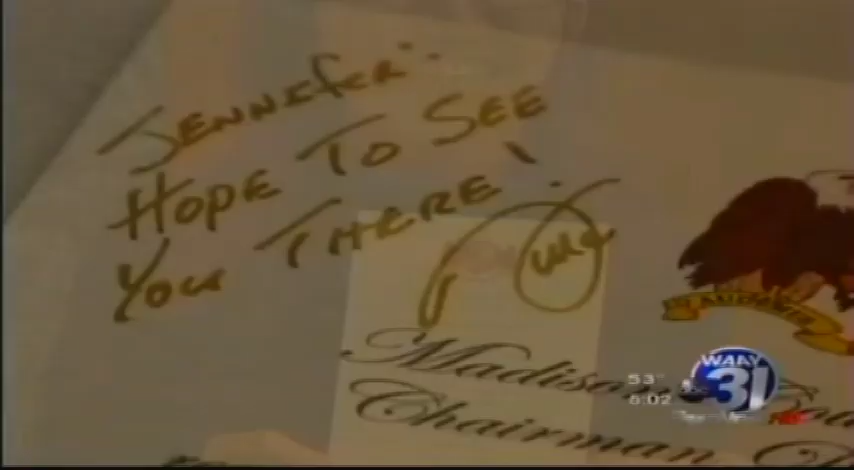 JENNIFER:
HOPE TO SEE
YOU THERE!
Madison
Chairman
WAAY
53°
31
6:02